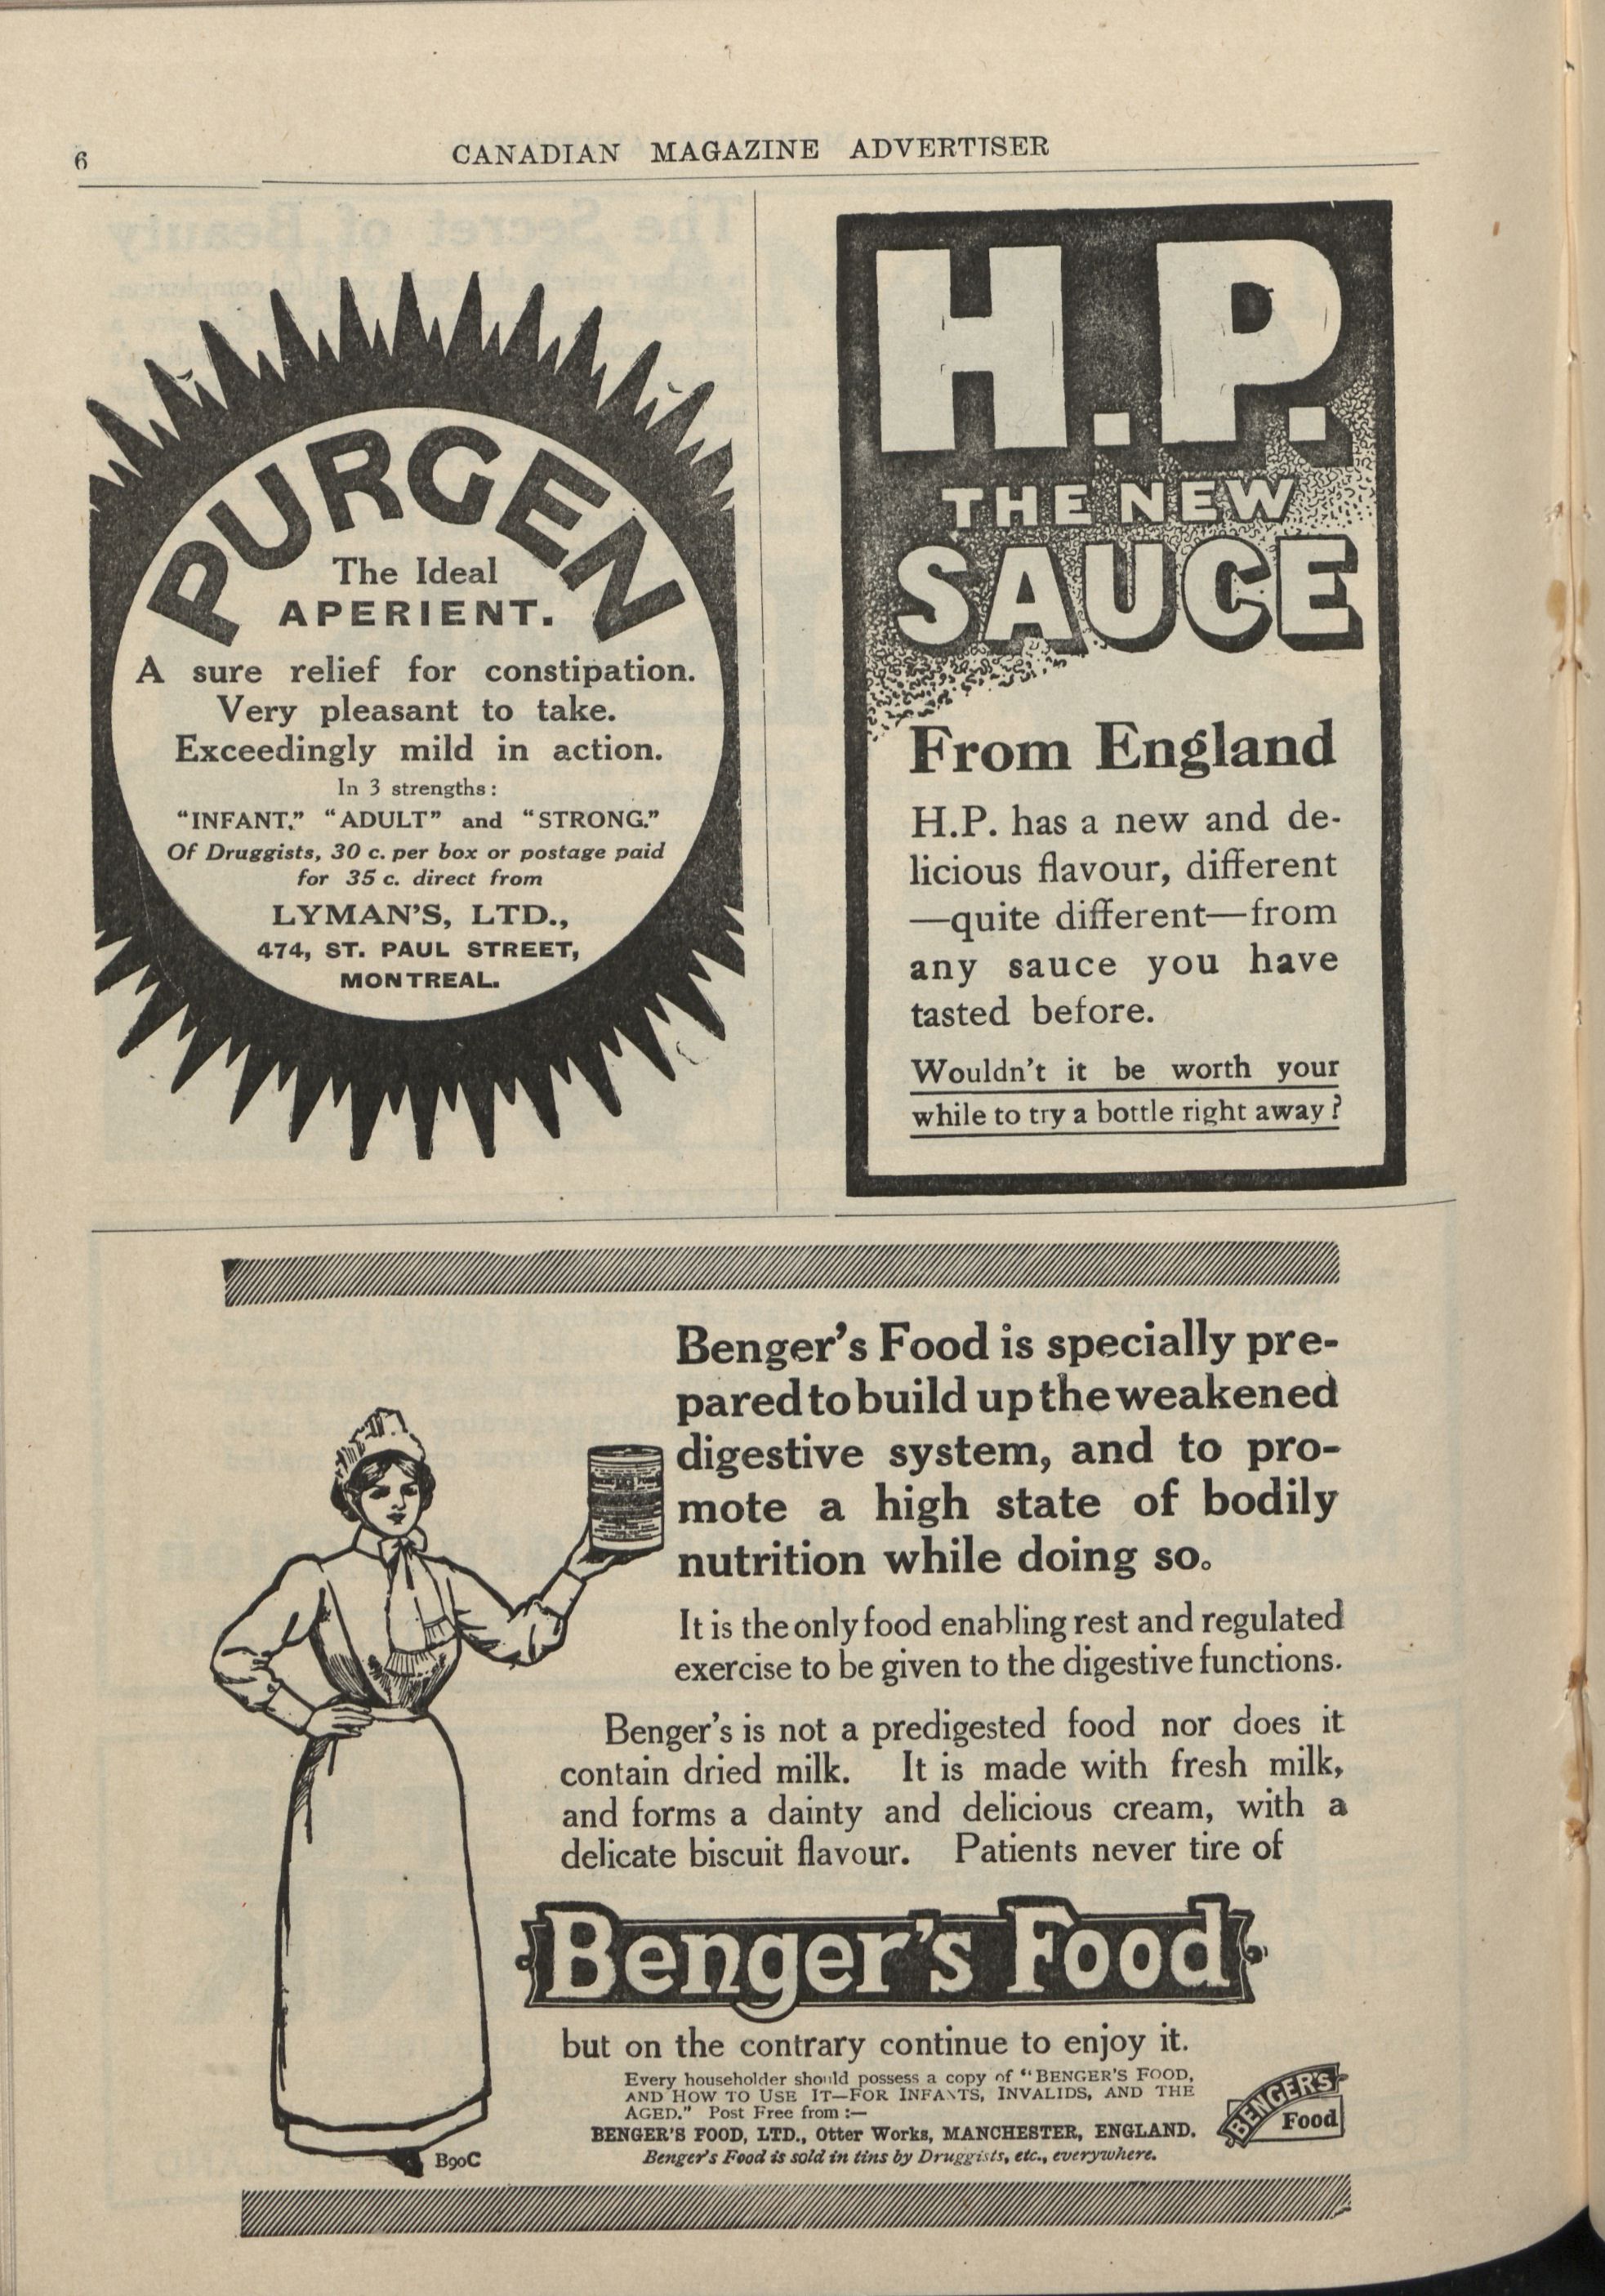 6
CANADIAN MAGAZINE ADVERTISER
PURGEN
The Ideal
APERIENT.
A sure relief for constipation.
Very pleasant to take.
Exceedingly mild in action.
In 3 strengths:
"INFANT," "ADULT" and "STRONG."
Of Druggists, 30 c. per box or postage paid
for 35 c. direct from
LYMAN'S, LTD.,
474, ST. PAUL STREET,
MONTREAL.
H.P.
THE NEW
SAUCE
From England
H.P. has a new and de-
licious flavour, different
—quite different—from
any sauce you have
tasted before.
Wouldn't it be worth your
while to try a bottle right away?
Benger's Food is specially pre-
pared to build up the weakened
digestive system, and to pro-
mote a high state of bodily
nutrition while doing so.
It is the only food enabling rest and regulated
exercise to be given to the digestive functions.
Benger's is not a predigested food nor does it
contain dried milk. It is made with fresh milk,
and forms a dainty and delicious cream, with a
delicate biscuit flavour. Patients never tire of
Benger's Food
but on the contrary continue to enjoy it.
Every householder should possess a copy of "BENGER'S FOOD,
AND HOW TO USE IT—FOR INFANTS, INVALIDS, AND THE
AGED." Post Free from :—
BENGER'S FOOD, LTD., Otter Works, MANCHESTER, ENGLAND.
Benger's Food is sold in tins by Druggists, etc., everywhere.
BENGER'S
Food
B90C